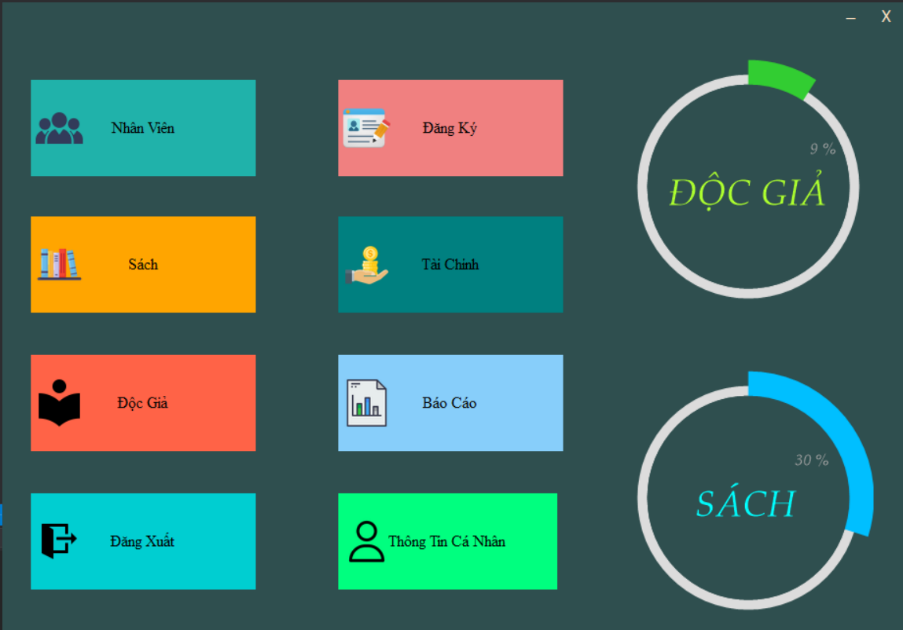 _ X
Nhân Viên
Đăng Ký
9 %
ĐỘC GIẢ
Sách
Tài Chính
Độc Giả
Báo Cáo
30 %
SÁCH
Đăng Xuất
Thông Tin Cá Nhân